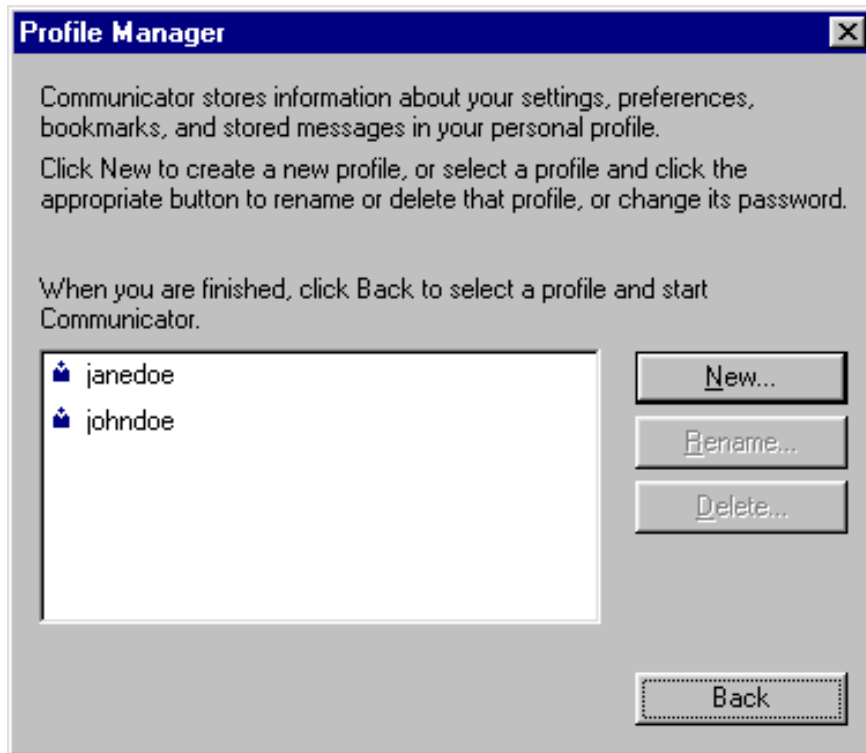 Profile Manager
Communicator stores information about your settings, preferences,
bookmarks, and stored messages in your personal profile.
Click New to create a new profile, or select a profile and click the
appropriate button to rename or delete that profile, or change its password.
When you are finished, click Back to select a profile and start
Communicator.
janedoe
johndoe
New...
Rename...
Delete...
Back